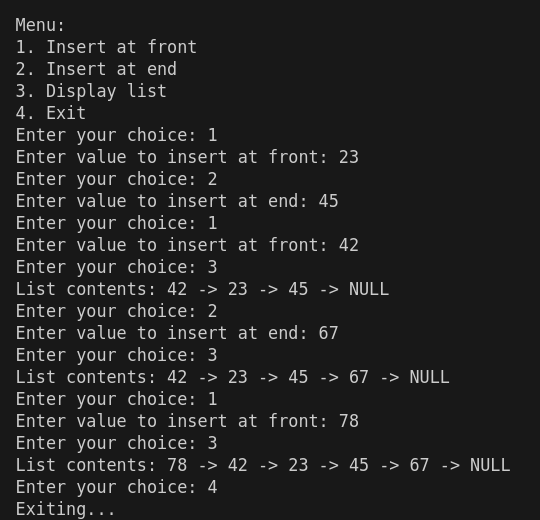 Menu:
1. Insert at front
2. Insert at end
3. Display list
4. Exit
Enter your choice: 1
Enter value to insert at front: 23
Enter your choice: 2
Enter value to insert at end: 45
Enter your choice: 1
Enter value to insert at front: 42
Enter your choice: 3
List contents: 42 -> 23 -> 45 -> NULL
Enter your choice: 2
Enter value to insert at end: 67
Enter your choice: 3
List contents: 42 -> 23 -> 45 -> 67 -> NULL
Enter your choice: 1
Enter value to insert at front: 78
Enter your choice: 3
List contents: 78 -> 42 -> 23 -> 45 -> 67 -> NULL
Enter your choice: 4
Exiting...